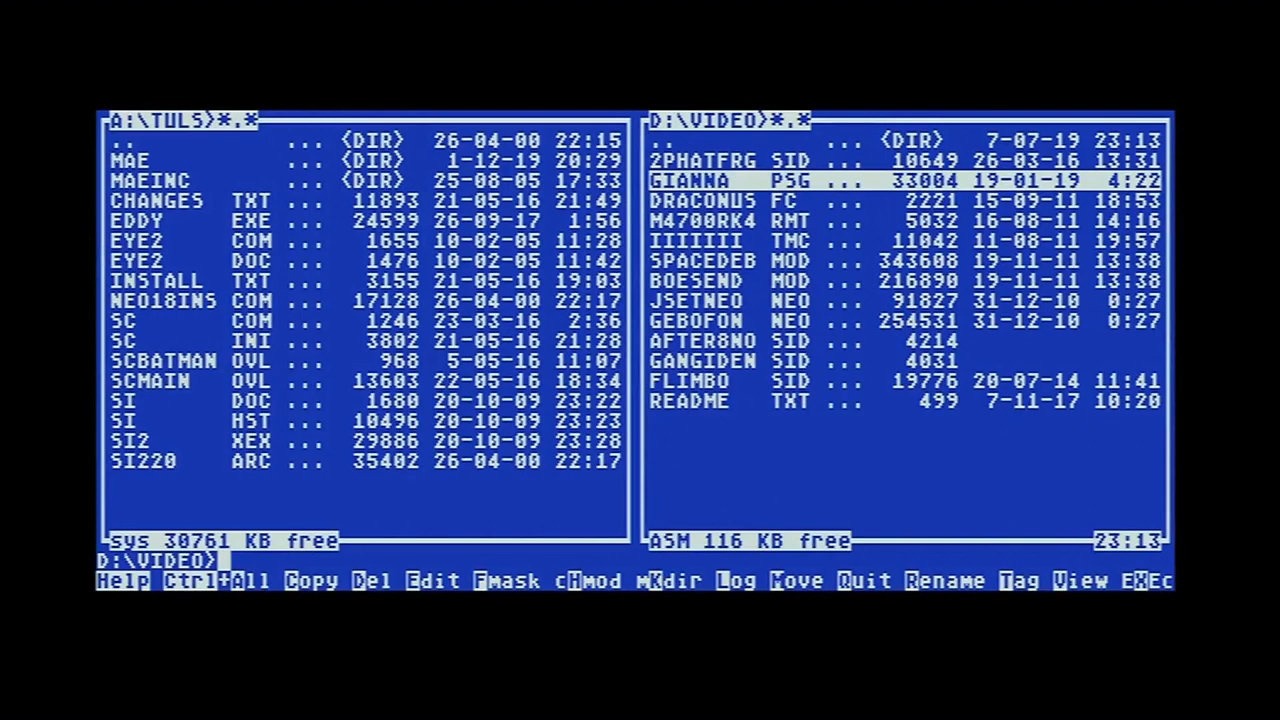 A:\TULS>*.*
.. ... <DIR> 26-04-00 22:15
MAE ... <DIR> 1-12-19 20:29
MAEINC ... <DIR> 25-08-05 17:33
CHANGES TXT ... 11893 21-05-16 21:49
EDDY EXE ... 24599 26-09-17 1:56
EYE2 COM ... 1655 10-02-05 11:28
EYE2 DOC ... 1476 10-02-05 11:42
INSTALL TXT ... 3155 21-05-16 19:03
NEO18INS COM ... 17128 26-04-00 22:17
SC COM ... 1246 23-03-16 2:36
SC INI ... 3802 21-05-16 21:28
SCBATMAN OVL ... 968 5-05-16 11:07
SCMAIN OVL ... 13603 22-05-16 18:34
SI DOC ... 1680 20-10-09 23:22
SI HST ... 10496 20-10-09 23:23
SI2 XEX ... 29886 20-10-09 23:28
SI220 ARC ... 35402 26-04-00 22:17
sys 30761 KB free
D:\VIDEO>*.*
.. ... <DIR> 7-07-19 23:13
2PHATFRG SID ... 10649 26-03-16 13:31
GIANNA PSG ... 33004 19-01-19 4:22
DRACONUS FC ... 2221 15-09-11 18:53
M4700RK4 RMT ... 5032 16-08-11 14:16
IIIIIII TMC ... 11042 11-08-11 19:57
SPACEDEB MOD ... 343608 19-11-11 13:38
BOESEND MOD ... 216890 19-11-11 13:38
JSETNEO NEO ... 91827 31-12-10 0:27
GEBOFON NEO ... 254531 31-12-10 0:27
AFTER8NO SID ... 4214
GANGIDEN SID ... 4031
FLIMBO SID ... 19776 20-07-14 11:41
README TXT ... 499 7-11-17 10:20
ASM 116 KB free 23:13
D:\VIDEO>
Help Ctrl+All Copy Del Edit Fmask cHmod mKdir Log Move Quit Rename Tag View EXEc